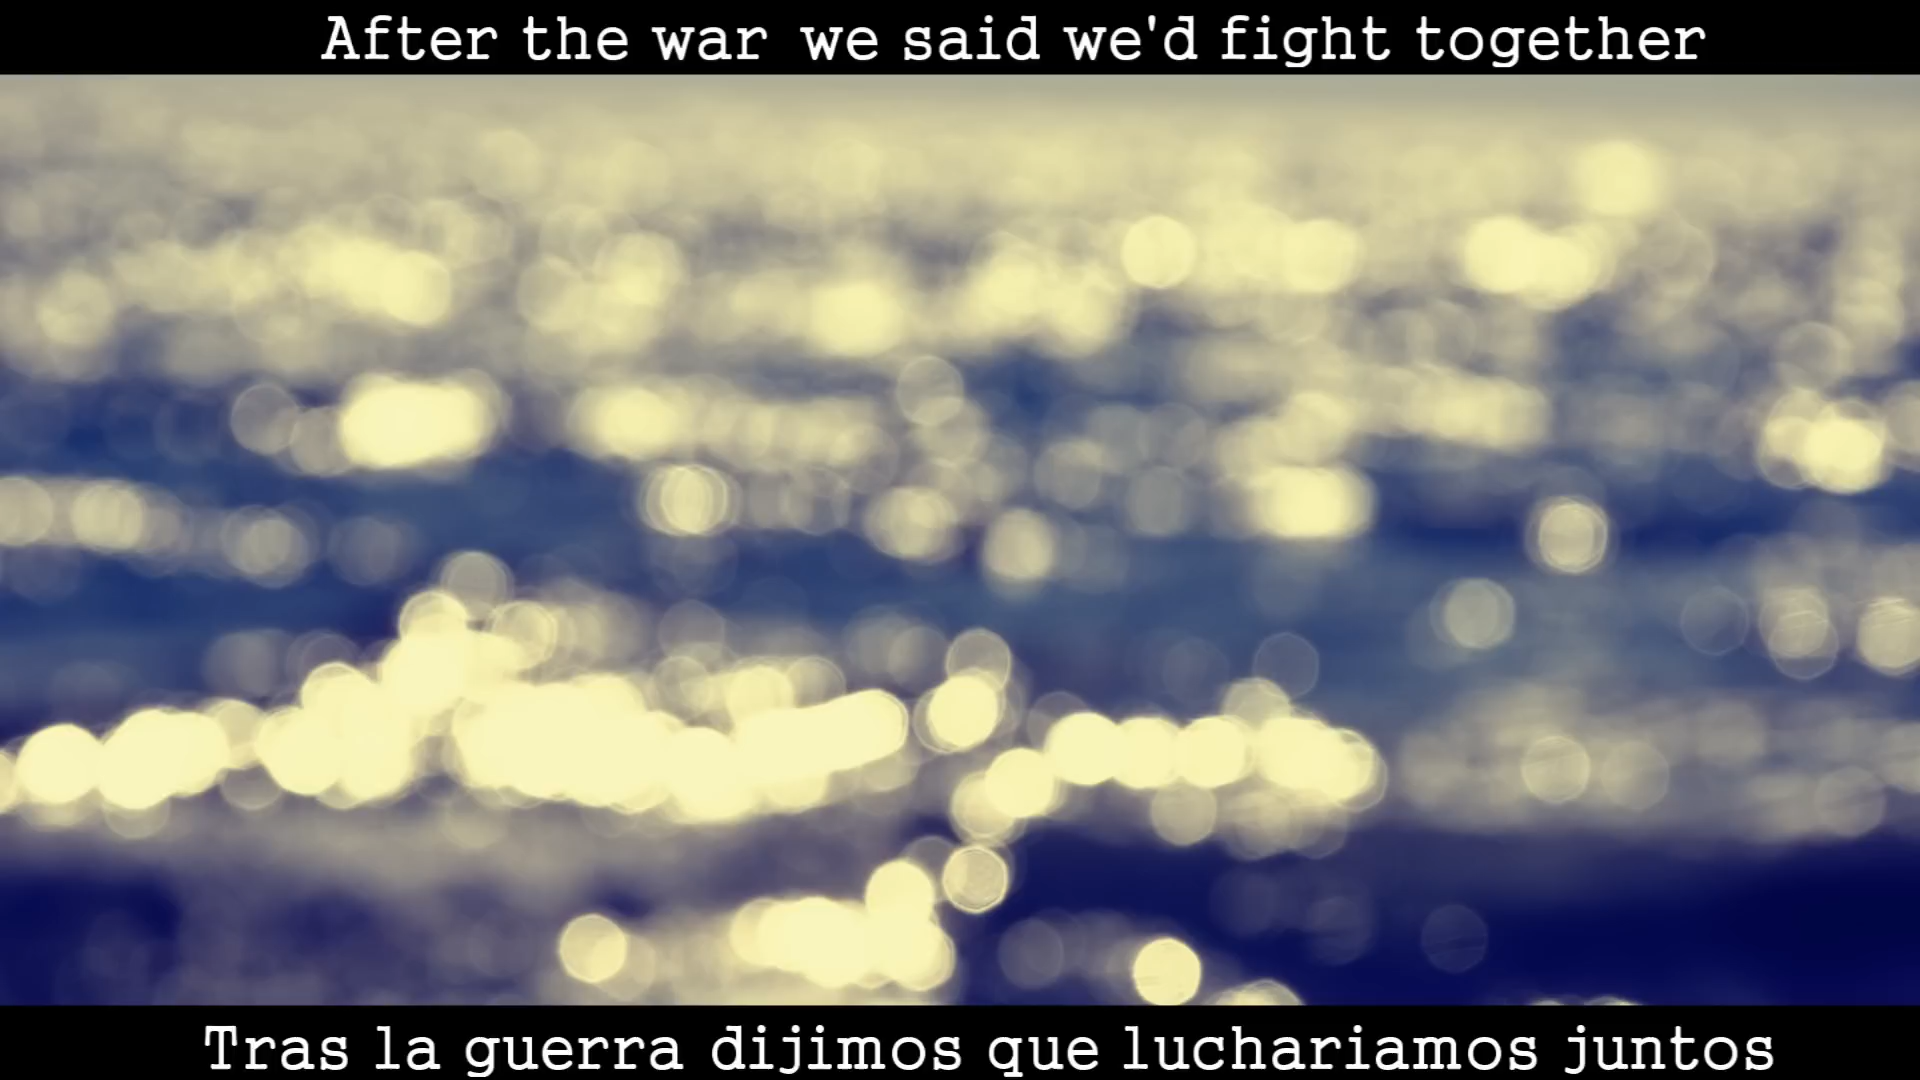 After the war we said we'd fight together
Tras la guerra dijimos que luchariamos juntos